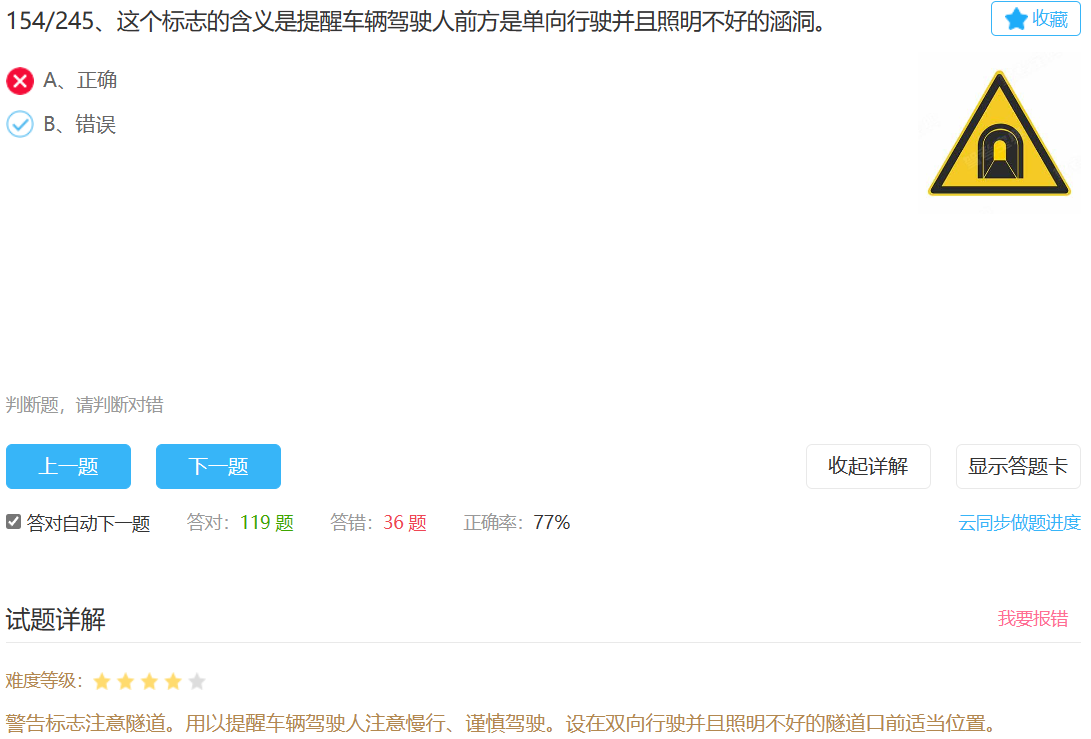 154/245、这个标志的含义是提醒车辆驾驶人前方是单向行驶并且照明不好的涵洞。
收藏
A、正确
B、错误
判断题，请判断对错
上一题
下一题
收起详解
显示答题卡
答对自动下一题 答对：119 题 答错：36 题 正确率：77%
云同步做题进度
试题详解
我要报错
难度等级：
警告标志注意隧道。用以提醒车辆驾驶人注意慢行、谨慎驾驶。设在双向行驶并且照明不好的隧道口前适当位置。